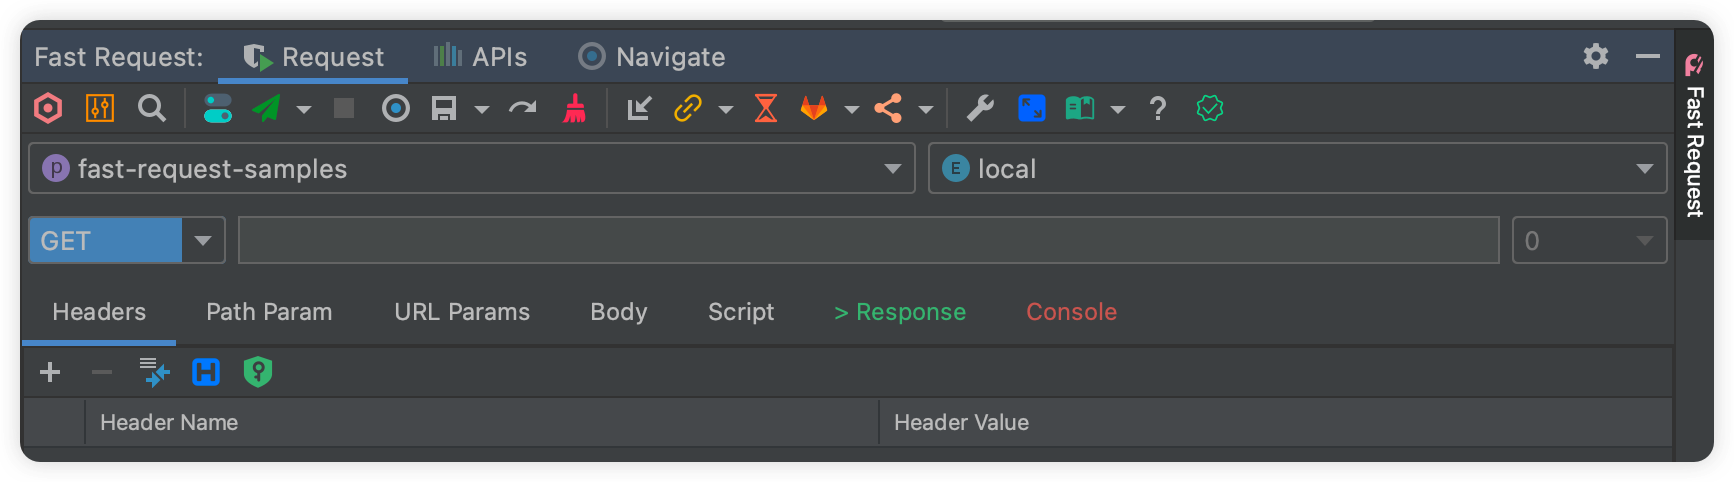 Fast Request: Request APIs Navigate
?
p fast-request-samples E local
GET 0
Headers Path Param URL Params Body Script > Response Console
H
Header Name Header Value
Fast Request